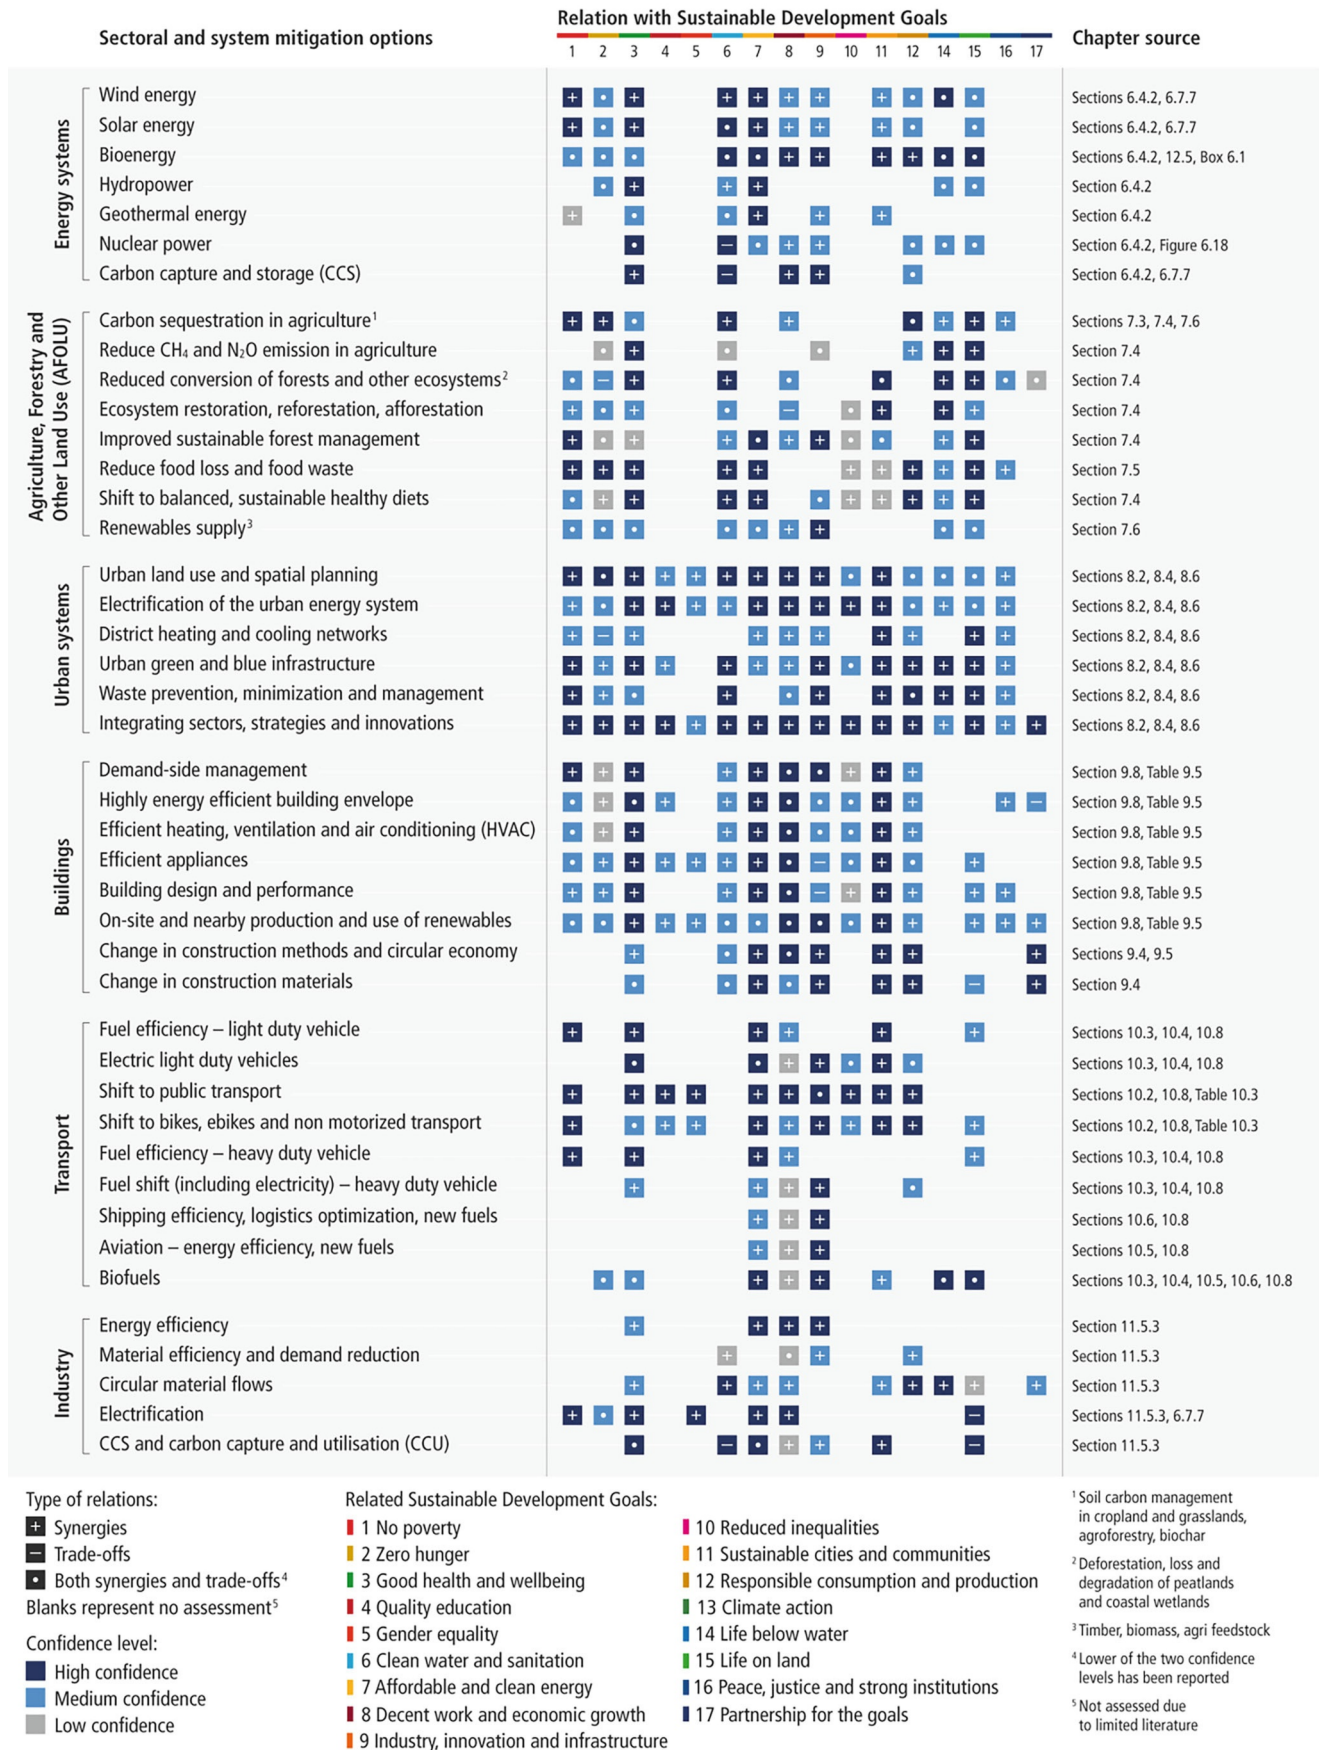 Relation with Sustainable Development Goals
Sectoral and system mitigation options
1 2 3 4 5 6 7 8 9 10 11 12 14 15 16 17
Chapter source
Energy systems
Wind energy
Sections 6.4.2, 6.7.7
Solar energy
Sections 6.4.2, 6.7.7
Bioenergy
Sections 6.4.2, 12.5, Box 6.1
Hydropower
Section 6.4.2
Geothermal energy
Section 6.4.2
Nuclear power
Section 6.4.2, Figure 6.18
Carbon capture and storage (CCS)
Section 6.4.2, 6.7.7
Agriculture, Forestry and
Other Land Use (AFOLU)
Carbon sequestration in agriculture¹
Sections 7.3, 7.4, 7.6
Reduce CH₄ and N₂O emission in agriculture
Section 7.4
Reduced conversion of forests and other ecosystems²
Section 7.4
Ecosystem restoration, reforestation, afforestation
Section 7.4
Improved sustainable forest management
Section 7.4
Reduce food loss and food waste
Section 7.5
Shift to balanced, sustainable healthy diets
Section 7.4
Renewables supply³
Section 7.6
Urban systems
Urban land use and spatial planning
Sections 8.2, 8.4, 8.6
Electrification of the urban energy system
Sections 8.2, 8.4, 8.6
District heating and cooling networks
Sections 8.2, 8.4, 8.6
Urban green and blue infrastructure
Sections 8.2, 8.4, 8.6
Waste prevention, minimization and management
Sections 8.2, 8.4, 8.6
Integrating sectors, strategies and innovations
Sections 8.2, 8.4, 8.6
Buildings
Demand-side management
Section 9.8, Table 9.5
Highly energy efficient building envelope
Section 9.8, Table 9.5
Efficient heating, ventilation and air conditioning (HVAC)
Section 9.8, Table 9.5
Efficient appliances
Section 9.8, Table 9.5
Building design and performance
Section 9.8, Table 9.5
On-site and nearby production and use of renewables
Section 9.8, Table 9.5
Change in construction methods and circular economy
Sections 9.4, 9.5
Change in construction materials
Section 9.4
Transport
Fuel efficiency – light duty vehicle
Sections 10.3, 10.4, 10.8
Electric light duty vehicles
Sections 10.3, 10.4, 10.8
Shift to public transport
Sections 10.2, 10.8, Table 10.3
Shift to bikes, ebikes and non motorized transport
Sections 10.2, 10.8, Table 10.3
Fuel efficiency – heavy duty vehicle
Sections 10.3, 10.4, 10.8
Fuel shift (including electricity) – heavy duty vehicle
Sections 10.3, 10.4, 10.8
Shipping efficiency, logistics optimization, new fuels
Sections 10.6, 10.8
Aviation – energy efficiency, new fuels
Sections 10.5, 10.8
Biofuels
Sections 10.3, 10.4, 10.5, 10.6, 10.8
Industry
Energy efficiency
Section 11.5.3
Material efficiency and demand reduction
Section 11.5.3
Circular material flows
Section 11.5.3
Electrification
Sections 11.5.3, 6.7.7
CCS and carbon capture and utilisation (CCU)
Section 11.5.3
Type of relations:
+ Synergies
– Trade-offs
• Both synergies and trade-offs⁴
Blanks represent no assessment⁵
Confidence level:
High confidence
Medium confidence
Low confidence
Related Sustainable Development Goals:
1 No poverty
2 Zero hunger
3 Good health and wellbeing
4 Quality education
5 Gender equality
6 Clean water and sanitation
7 Affordable and clean energy
8 Decent work and economic growth
9 Industry, innovation and infrastructure
10 Reduced inequalities
11 Sustainable cities and communities
12 Responsible consumption and production
13 Climate action
14 Life below water
15 Life on land
16 Peace, justice and strong institutions
17 Partnership for the goals
¹ Soil carbon management
in cropland and grasslands,
agroforestry, biochar
² Deforestation, loss and
degradation of peatlands
and coastal wetlands
³ Timber, biomass, agri feedstock
⁴ Lower of the two confidence
levels has been reported
⁵ Not assessed due
to limited literature